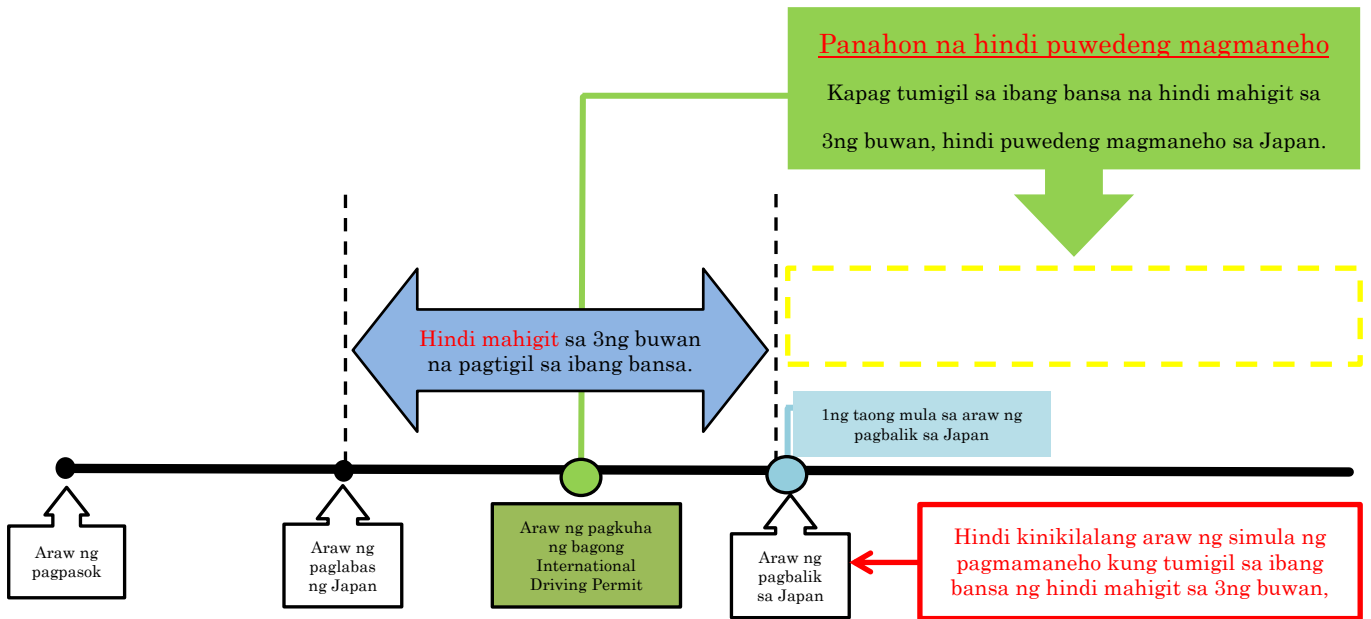 Panahon na hindi puwedeng magmaneho
Kapag tumigil sa ibang bansa na hindi mahigit sa
3ng buwan, hindi puwedeng magmaneho sa Japan.
Hindi mahigit sa 3ng buwan
na pagtigil sa ibang bansa.
1ng taong mula sa araw ng
pagbalik sa Japan
Araw ng
pagpasok
Araw ng
paglabas
ng Japan
Araw ng pagkuha
ng bagong
International
Driving Permit
Araw ng
pagbalik
sa Japan
Hindi kinikilalang araw ng simula ng
pagmamaneho kung tumigil sa ibang
bansa ng hindi mahigit sa 3ng buwan,